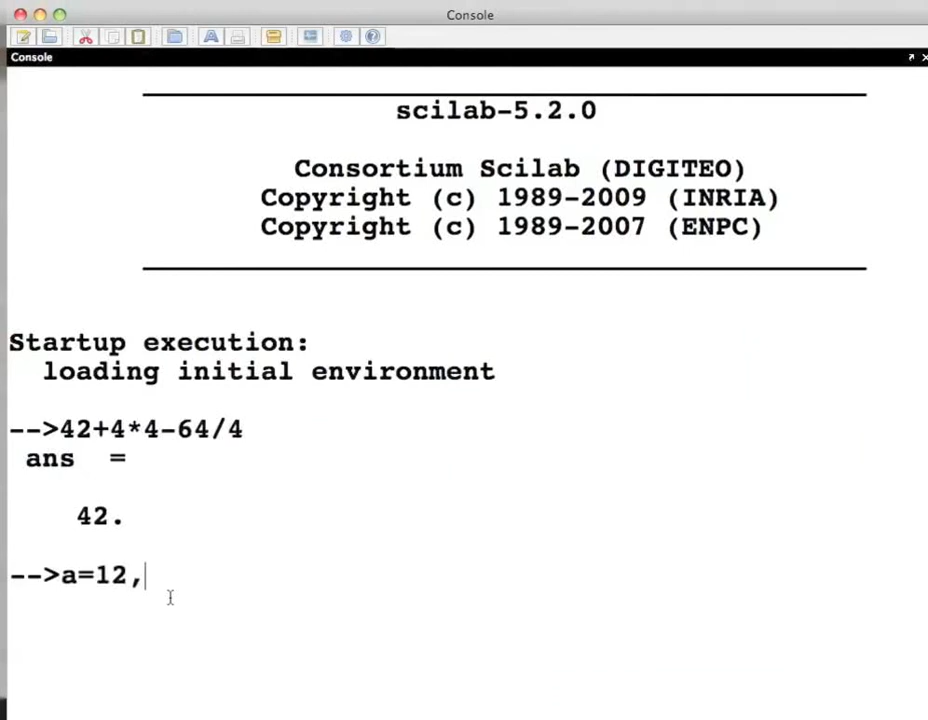 Console
Console
scilab-5.2.0
Consortium Scilab (DIGITEO)
Copyright (c) 1989-2009 (INRIA)
Copyright (c) 1989-2007 (ENPC)
Startup execution:
loading initial environment
-->42+4*4-64/4
ans =
42.
-->a=12,